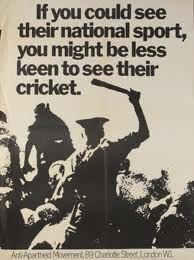 If you could see
their national sport,
you might be less
keen to see their
cricket.
Anti-Apartheid Movement, 89 Charlotte Street, London W.1.